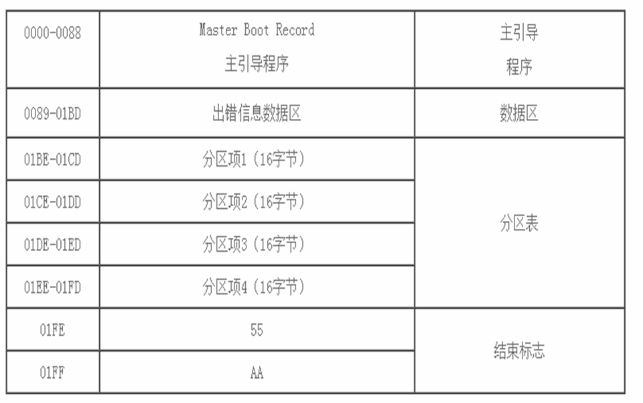 0000-0088 Master Boot Record 主引导
主引导程序 程序
0089-01BD 出错信息数据区 数据区
01BE-01CD 分区项1（16字节）
01CE-01DD 分区项2（16字节）
分区表
01DE-01ED 分区项3（16字节）
01EE-01FD 分区项4（16字节）
01FE 55
结束标志
01FF AA